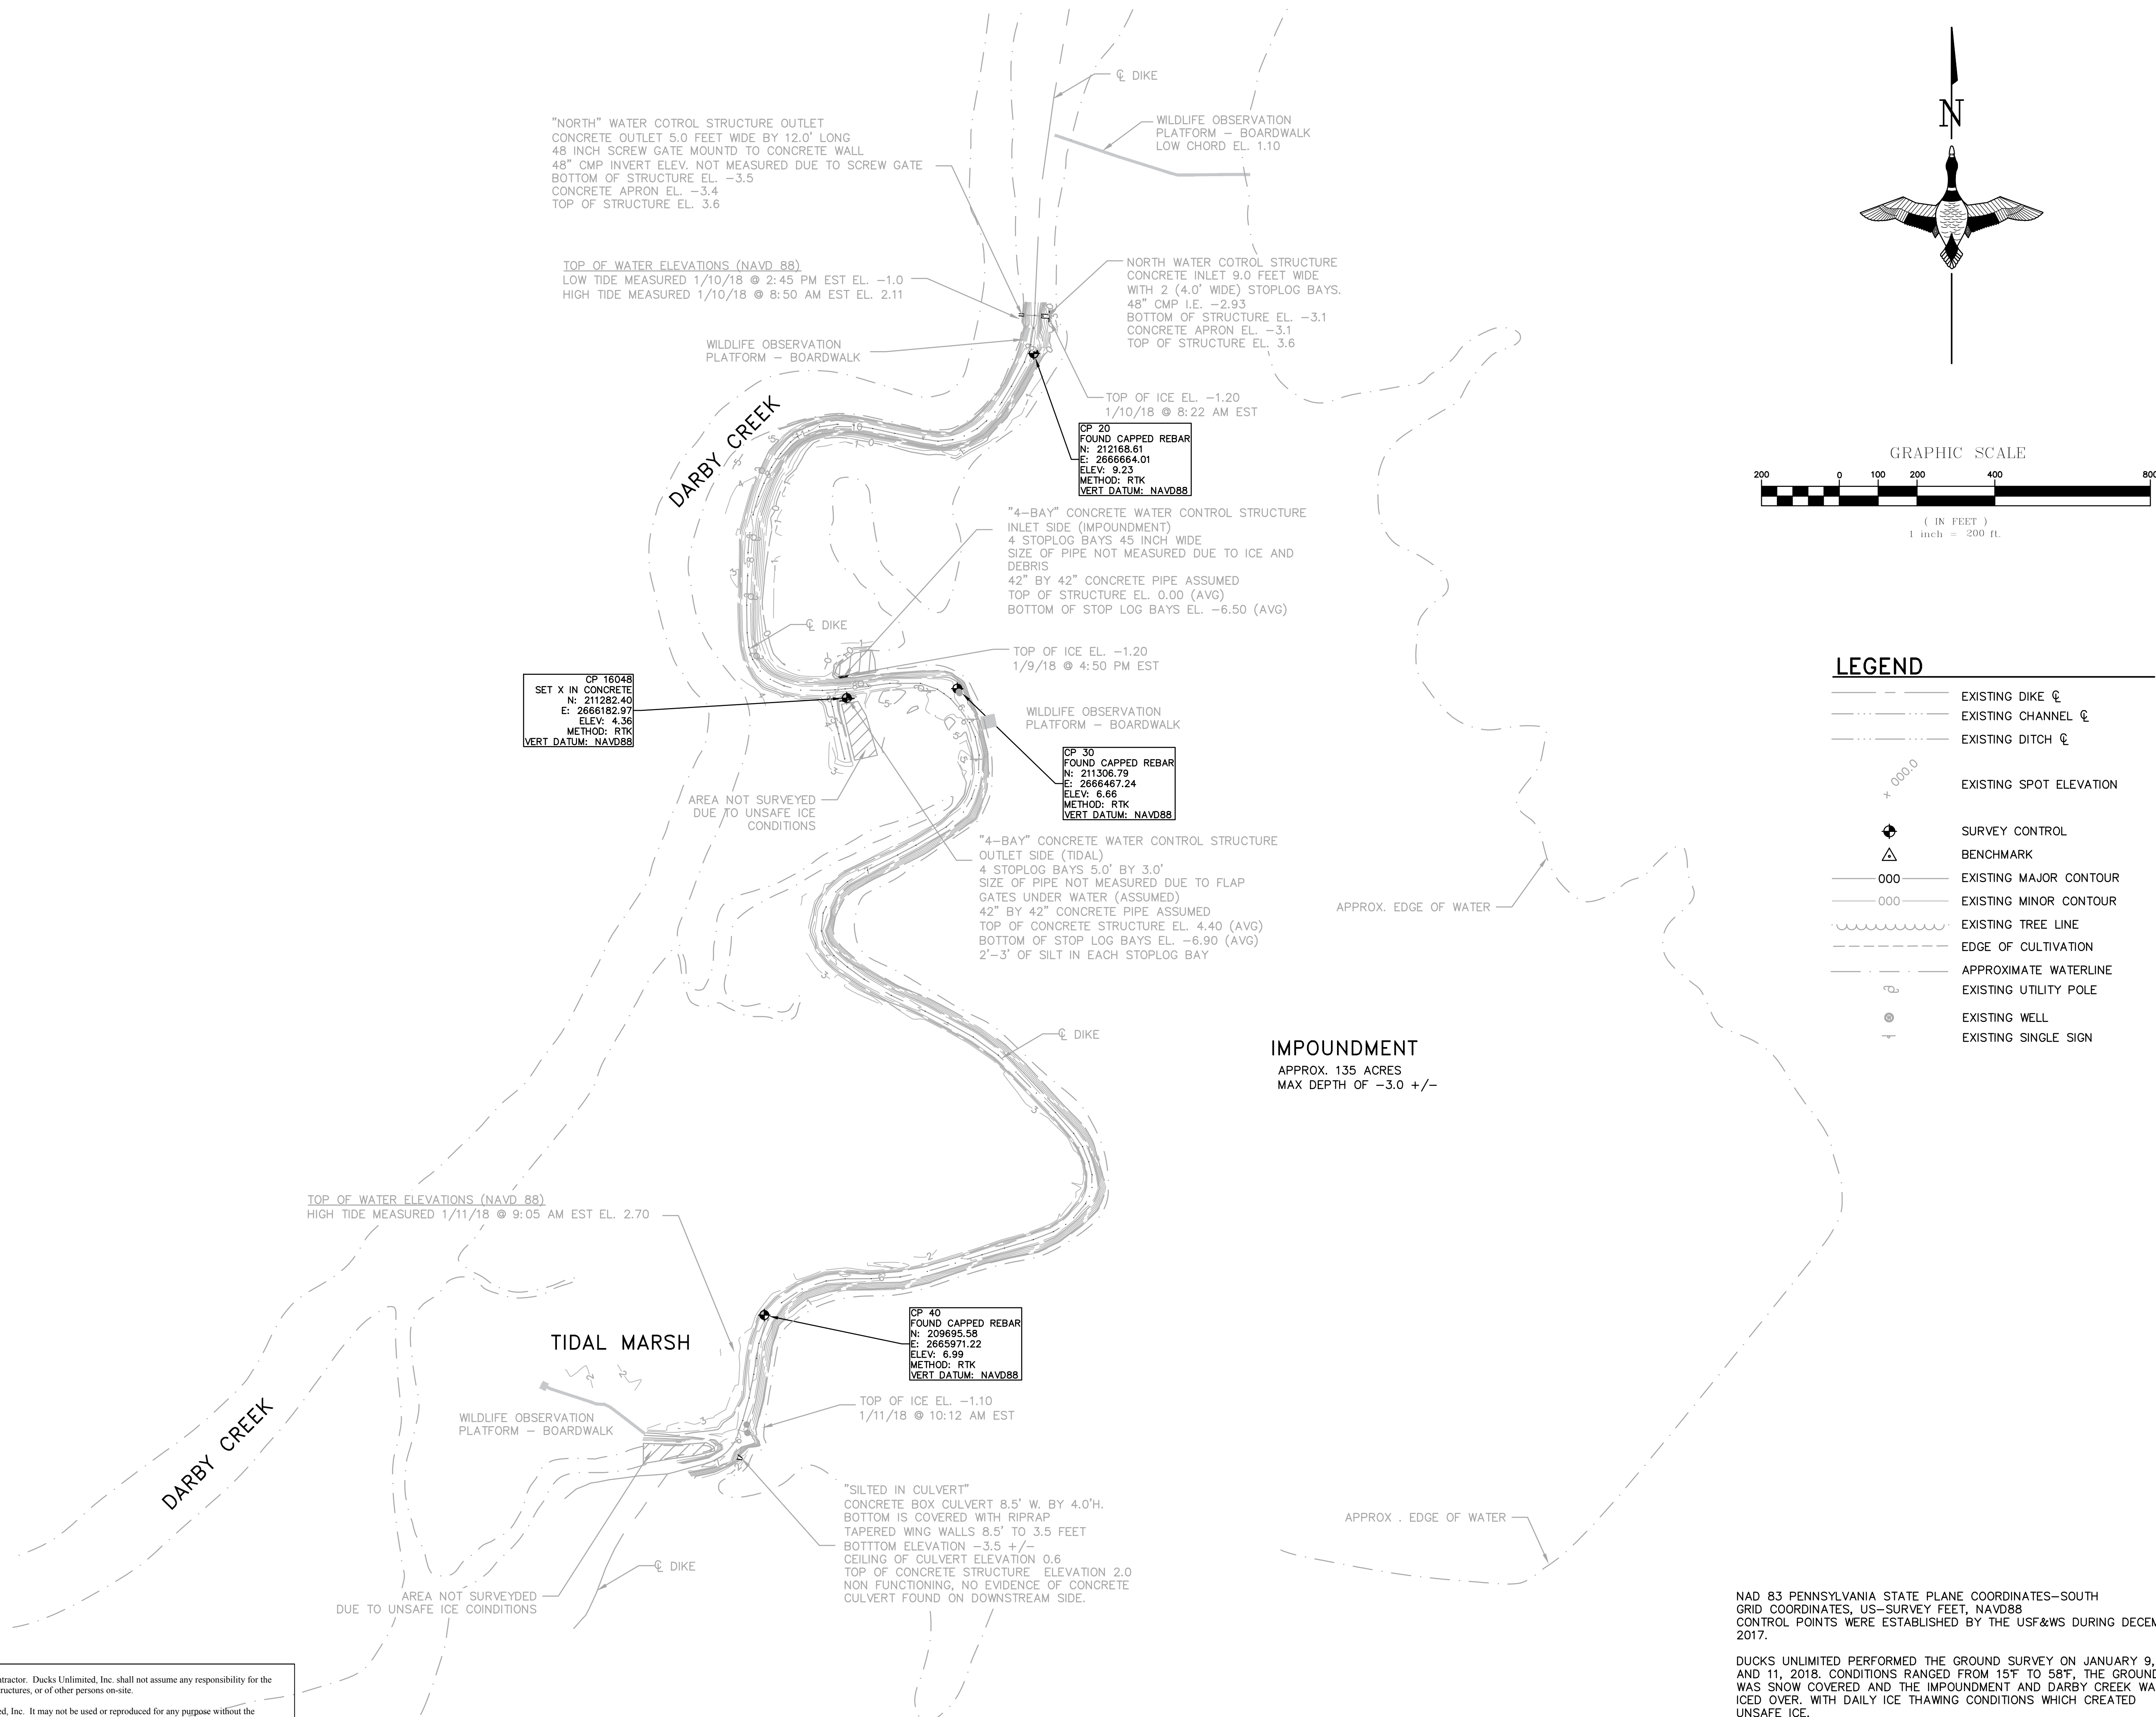 ℄ DIKE
"NORTH" WATER COTROL STRUCTURE OUTLET
CONCRETE OUTLET 5.0 FEET WIDE BY 12.0' LONG
48 INCH SCREW GATE MOUNTD TO CONCRETE WALL
48" CMP INVERT ELEV. NOT MEASURED DUE TO SCREW GATE
BOTTOM OF STRUCTURE EL. -3.5
CONCRETE APRON EL. -3.4
TOP OF STRUCTURE EL. 3.6
WILDLIFE OBSERVATION
PLATFORM - BOARDWALK
LOW CHORD EL. 1.10
N
TOP OF WATER ELEVATIONS (NAVD 88)
LOW TIDE MEASURED 1/10/18 @ 2:45 PM EST EL. -1.0
HIGH TIDE MEASURED 1/10/18 @ 8:50 AM EST EL. 2.11
NORTH WATER COTROL STRUCTURE
CONCRETE INLET 9.0 FEET WIDE
WITH 2 (4.0' WIDE) STOPLOG BAYS.
48" CMP I.E. -2.93
BOTTOM OF STRUCTURE EL. -3.1
CONCRETE APRON EL. -3.1
TOP OF STRUCTURE EL. 3.6
WILDLIFE OBSERVATION
PLATFORM - BOARDWALK
TOP OF ICE EL. -1.20
1/10/18 @ 8:22 AM EST
DARBY CREEK
CP 20
FOUND CAPPED REBAR
N: 212168.61
E: 2666664.01
ELEV: 9.23
METHOD: RTK
VERT DATUM: NAVD88
GRAPHIC SCALE
200 0 100 200 400 800
( IN FEET )
1 inch = 200 ft.
"4-BAY" CONCRETE WATER CONTROL STRUCTURE
INLET SIDE (IMPOUNDMENT)
4 STOPLOG BAYS 45 INCH WIDE
SIZE OF PIPE NOT MEASURED DUE TO ICE AND
DEBRIS
42" BY 42" CONCRETE PIPE ASSUMED
TOP OF STRUCTURE EL. 0.00 (AVG)
BOTTOM OF STOP LOG BAYS EL. -6.50 (AVG)
℄ DIKE
TOP OF ICE EL. -1.20
1/9/18 @ 4:50 PM EST
CP 16048
SET X IN CONCRETE
N: 211282.40
E: 2666182.97
ELEV: 4.36
METHOD: RTK
VERT DATUM: NAVD88
WILDLIFE OBSERVATION
PLATFORM - BOARDWALK
CP 30
FOUND CAPPED REBAR
N: 211306.79
E: 2666467.24
ELEV: 6.66
METHOD: RTK
VERT DATUM: NAVD88
AREA NOT SURVEYED
DUE TO UNSAFE ICE
CONDITIONS
"4-BAY" CONCRETE WATER CONTROL STRUCTURE
OUTLET SIDE (TIDAL)
4 STOPLOG BAYS 5.0' BY 3.0'
SIZE OF PIPE NOT MEASURED DUE TO FLAP
GATES UNDER WATER (ASSUMED)
42" BY 42" CONCRETE PIPE ASSUMED
TOP OF CONCRETE STRUCTURE EL. 4.40 (AVG)
BOTTOM OF STOP LOG BAYS EL. -6.90 (AVG)
2'-3' OF SILT IN EACH STOPLOG BAY
APPROX. EDGE OF WATER
LEGEND
EXISTING DIKE ℄
EXISTING CHANNEL ℄
EXISTING DITCH ℄
x 000.0 EXISTING SPOT ELEVATION
SURVEY CONTROL
BENCHMARK
000 EXISTING MAJOR CONTOUR
000 EXISTING MINOR CONTOUR
EXISTING TREE LINE
EDGE OF CULTIVATION
APPROXIMATE WATERLINE
EXISTING UTILITY POLE
EXISTING WELL
EXISTING SINGLE SIGN
℄ DIKE
IMPOUNDMENT
APPROX. 135 ACRES
MAX DEPTH OF -3.0 +/-
TOP OF WATER ELEVATIONS (NAVD 88)
HIGH TIDE MEASURED 1/11/18 @ 9:05 AM EST EL. 2.70
TIDAL MARSH
CP 40
FOUND CAPPED REBAR
N: 209695.58
E: 2665971.22
ELEV: 6.99
METHOD: RTK
VERT DATUM: NAVD88
TOP OF ICE EL. -1.10
1/11/18 @ 10:12 AM EST
WILDLIFE OBSERVATION
PLATFORM - BOARDWALK
DARBY CREEK
"SILTED IN CULVERT"
CONCRETE BOX CULVERT 8.5' W. BY 4.0'H.
BOTTOM IS COVERED WITH RIPRAP
TAPERED WING WALLS 8.5' TO 3.5 FEET
BOTTTOM ELEVATION -3.5 +/-
CEILING OF CULVERT ELEVATION 0.6
TOP OF CONCRETE STRUCTURE ELEVATION 2.0
NON FUNCTIONING, NO EVIDENCE OF CONCRETE
CULVERT FOUND ON DOWNSTREAM SIDE.
APPROX . EDGE OF WATER
℄ DIKE
AREA NOT SURVEYDED
DUE TO UNSAFE ICE COINDITIONS
NAD 83 PENNSYLVANIA STATE PLANE COORDINATES-SOUTH
GRID COORDINATES, US-SURVEY FEET, NAVD88
CONTROL POINTS WERE ESTABLISHED BY THE USF&WS DURING DECEM
2017.
DUCKS UNLIMITED PERFORMED THE GROUND SURVEY ON JANUARY 9,
AND 11, 2018. CONDITIONS RANGED FROM 15°F TO 58°F, THE GROUND
WAS SNOW COVERED AND THE IMPOUNDMENT AND DARBY CREEK WA
ICED OVER. WITH DAILY ICE THAWING CONDITIONS WHICH CREATED
UNSAFE ICE.
ntractor. Ducks Unlimited, Inc. shall not assume any responsibility for the
ructures, or of other persons on-site.
ed, Inc. It may not be used or reproduced for any purpose without the